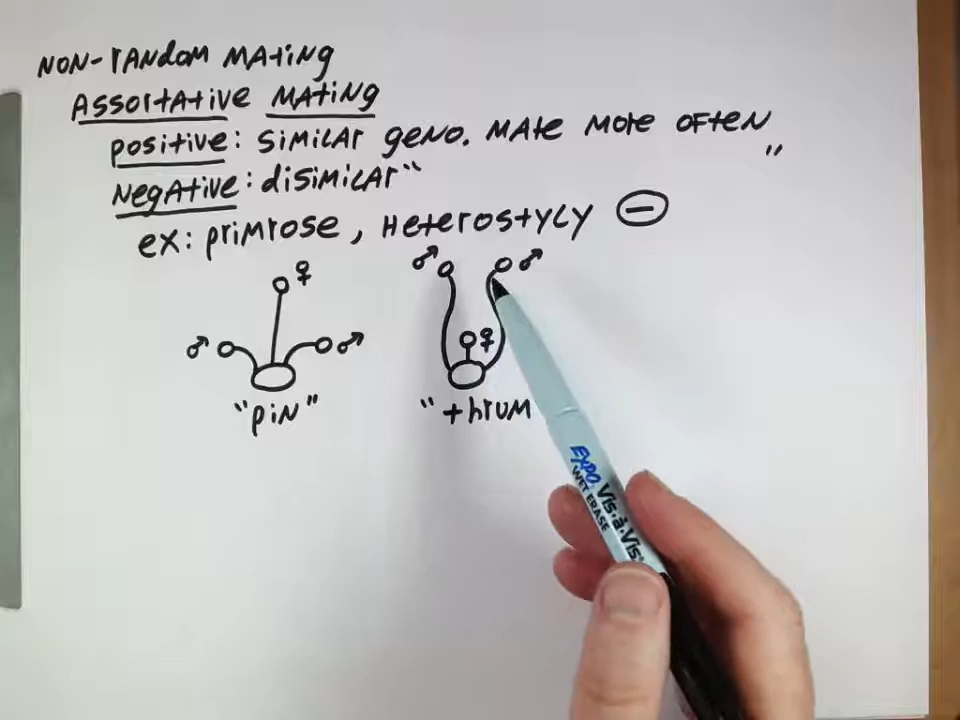 NON-rANdOM MAtiNg
ASSOrtAtive MAtiNg
positive: SiMiLAr geNO. MAte MOre OFteN
NegAtive: diSiMiLAr " "
ex: primrOSe, HeterOStyLy ⊖
♀
♂ ♂
♂ ♂
♀
"piN" "thruM
EXPO Vis-à-Vis
WET ERASE